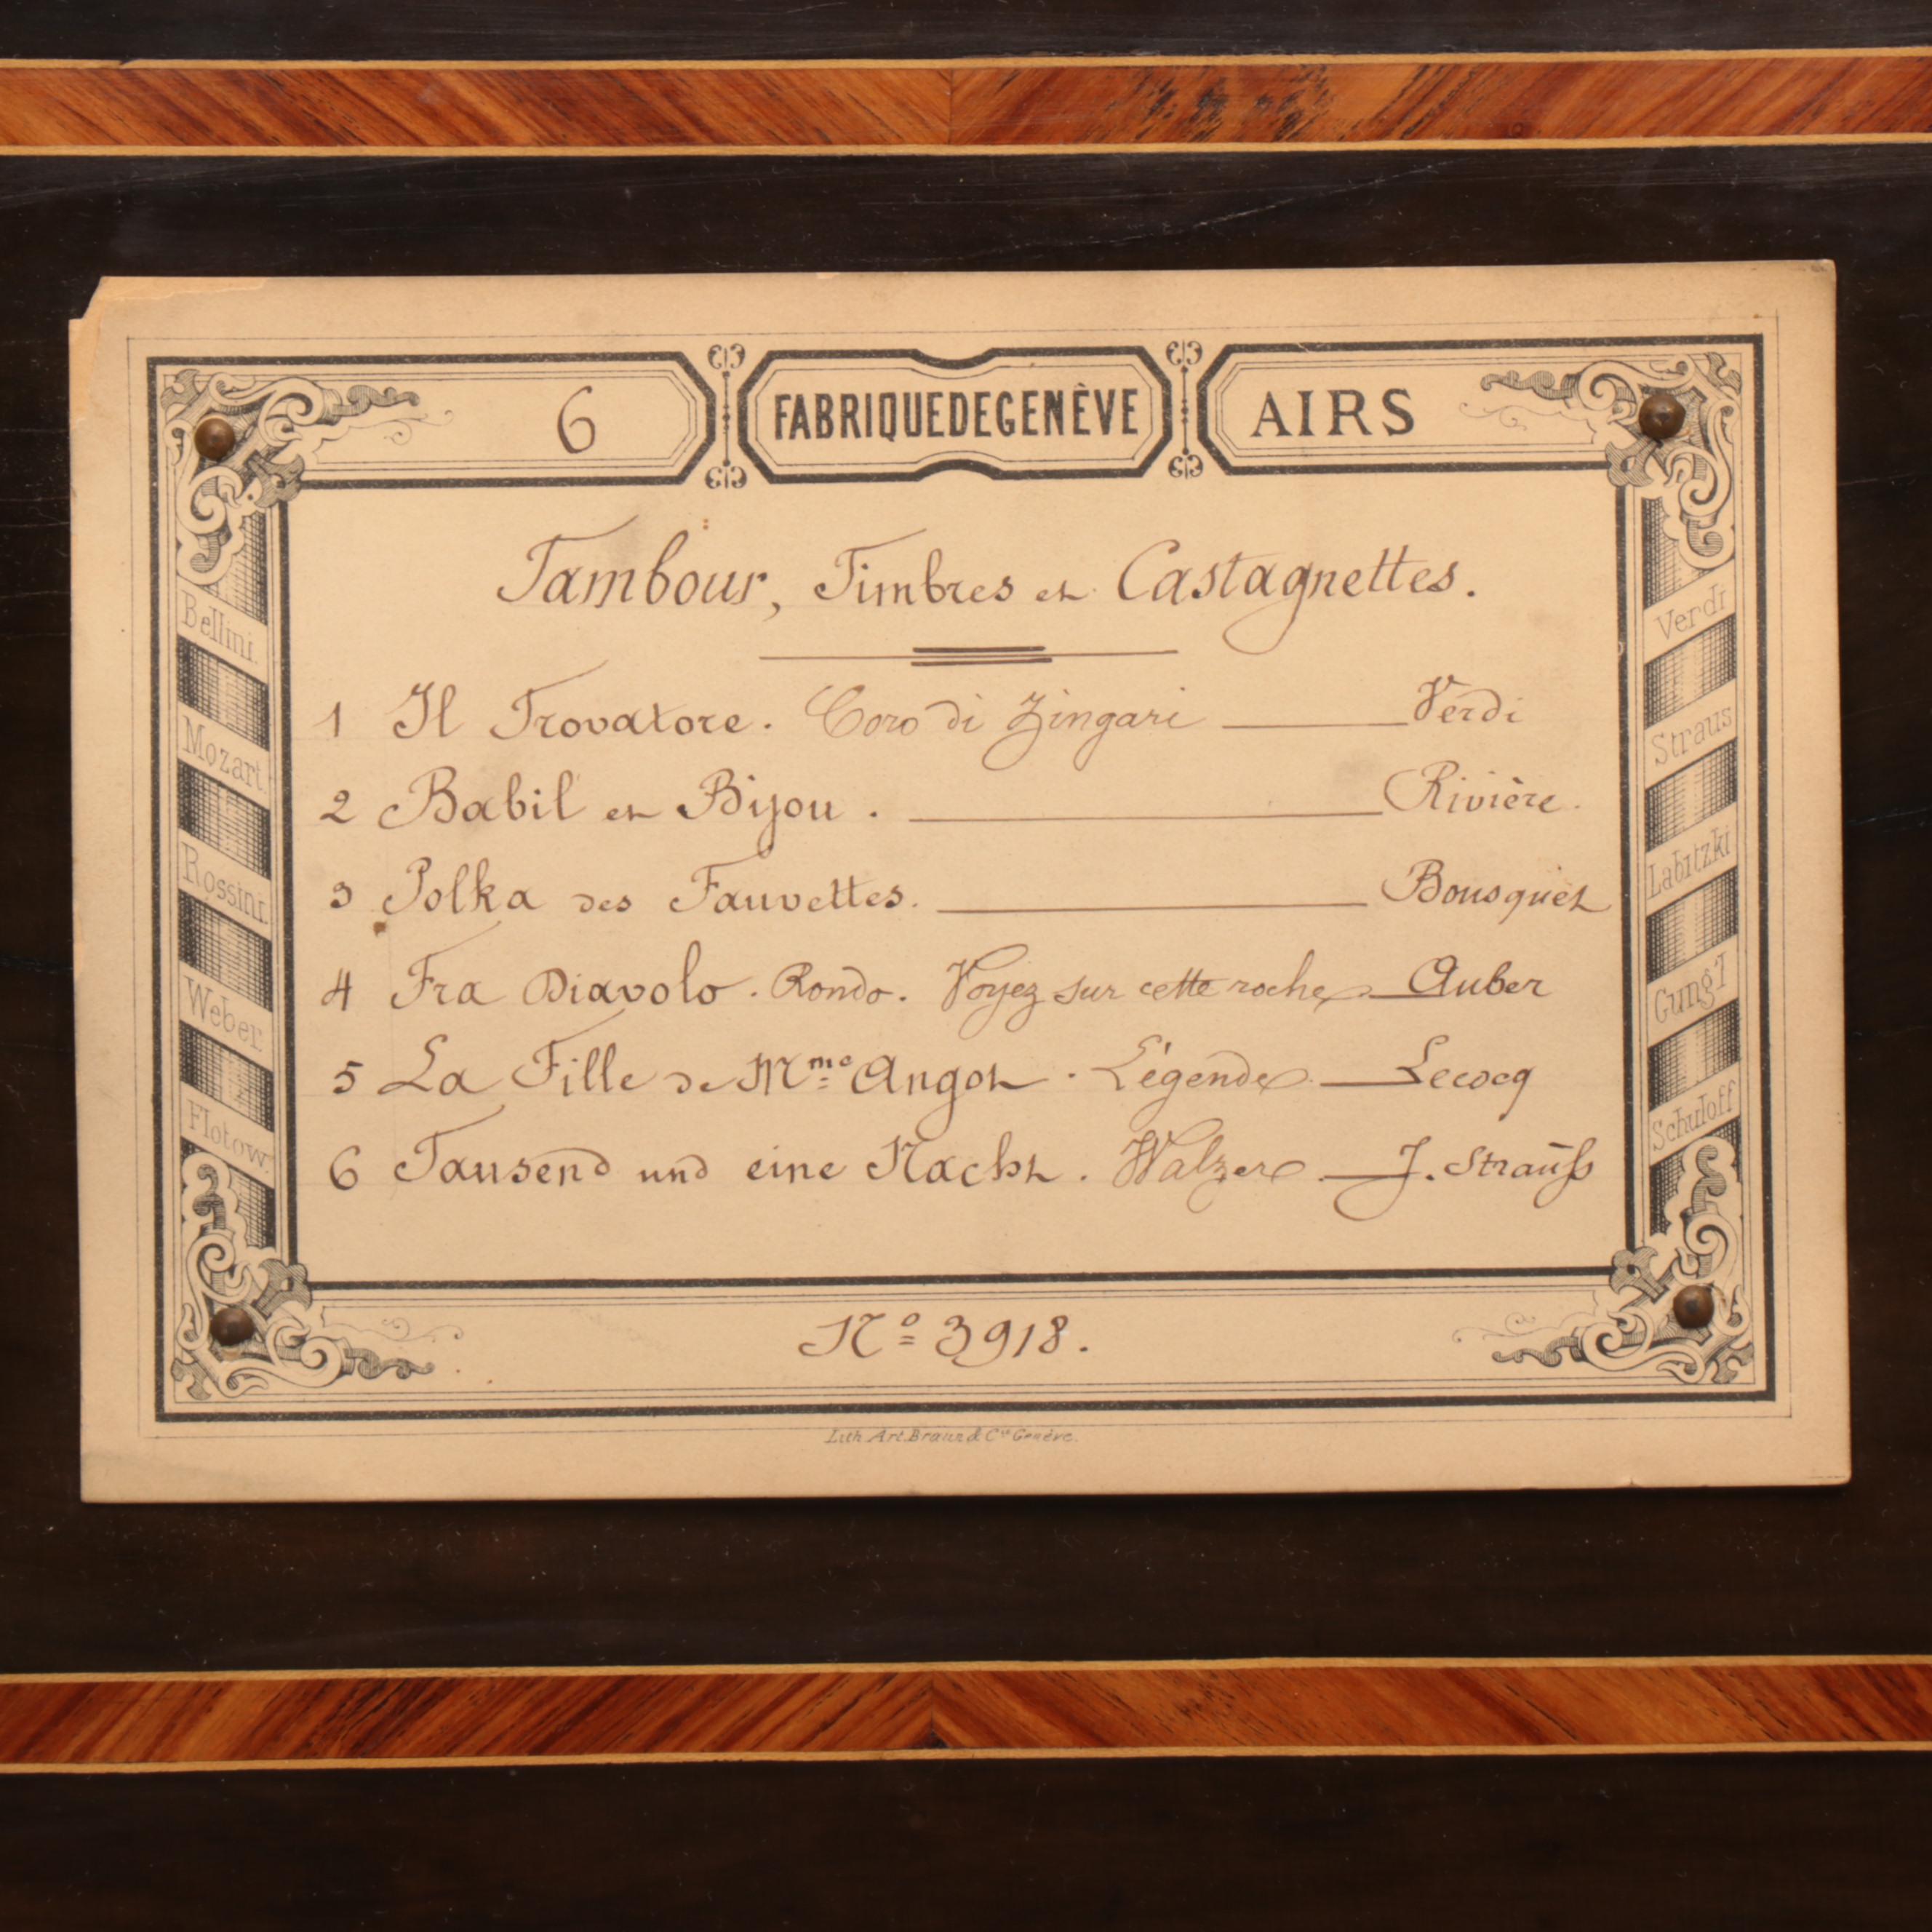 6 FABRIQUE DE GENÈVE AIRS
Tambour, Timbres et Castagnettes.
1 Il Trovatore. Coro di Zingari Verdi
2 Babil et Bijou. Rivière.
3 Polka des Fauvettes. Bousquet
4 Fra Diavolo. Rondo. Voyez sur cette roche Auber
5 La Fille de Mme Angot. Légende. Lecocq
6 Tausend und eine Nacht. Walzer. J. Strauß
No 3918.
Bellini.
Mozart.
Rossini.
Weber.
Flotow.
Verdi
Straus
Labitzki
Gung'l
Schuloff
Lith. Art. Braun & Cie Genève.